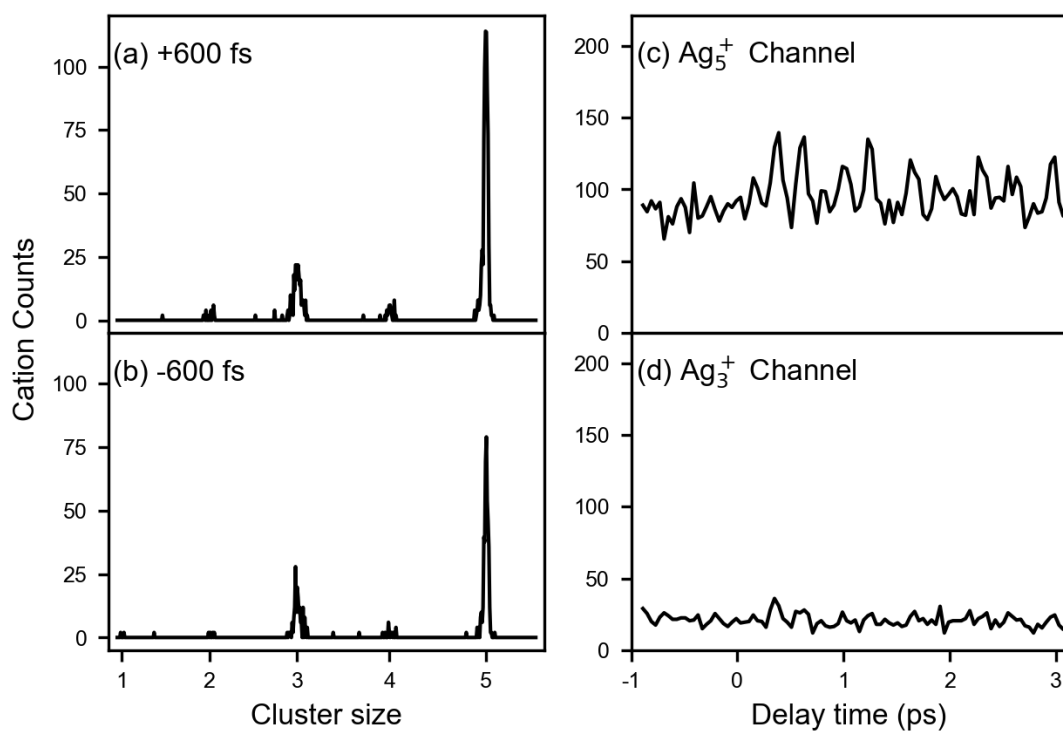 (a) +600 fs
100
75
50
25
0
(b) -600 fs
100
75
50
25
0
1 2 3 4 5
Cluster size
Cation Counts
(c) Ag₅⁺ Channel
200
150
100
50
0
(d) Ag₃⁺ Channel
200
150
100
50
0
-1 0 1 2 3
Delay time (ps)